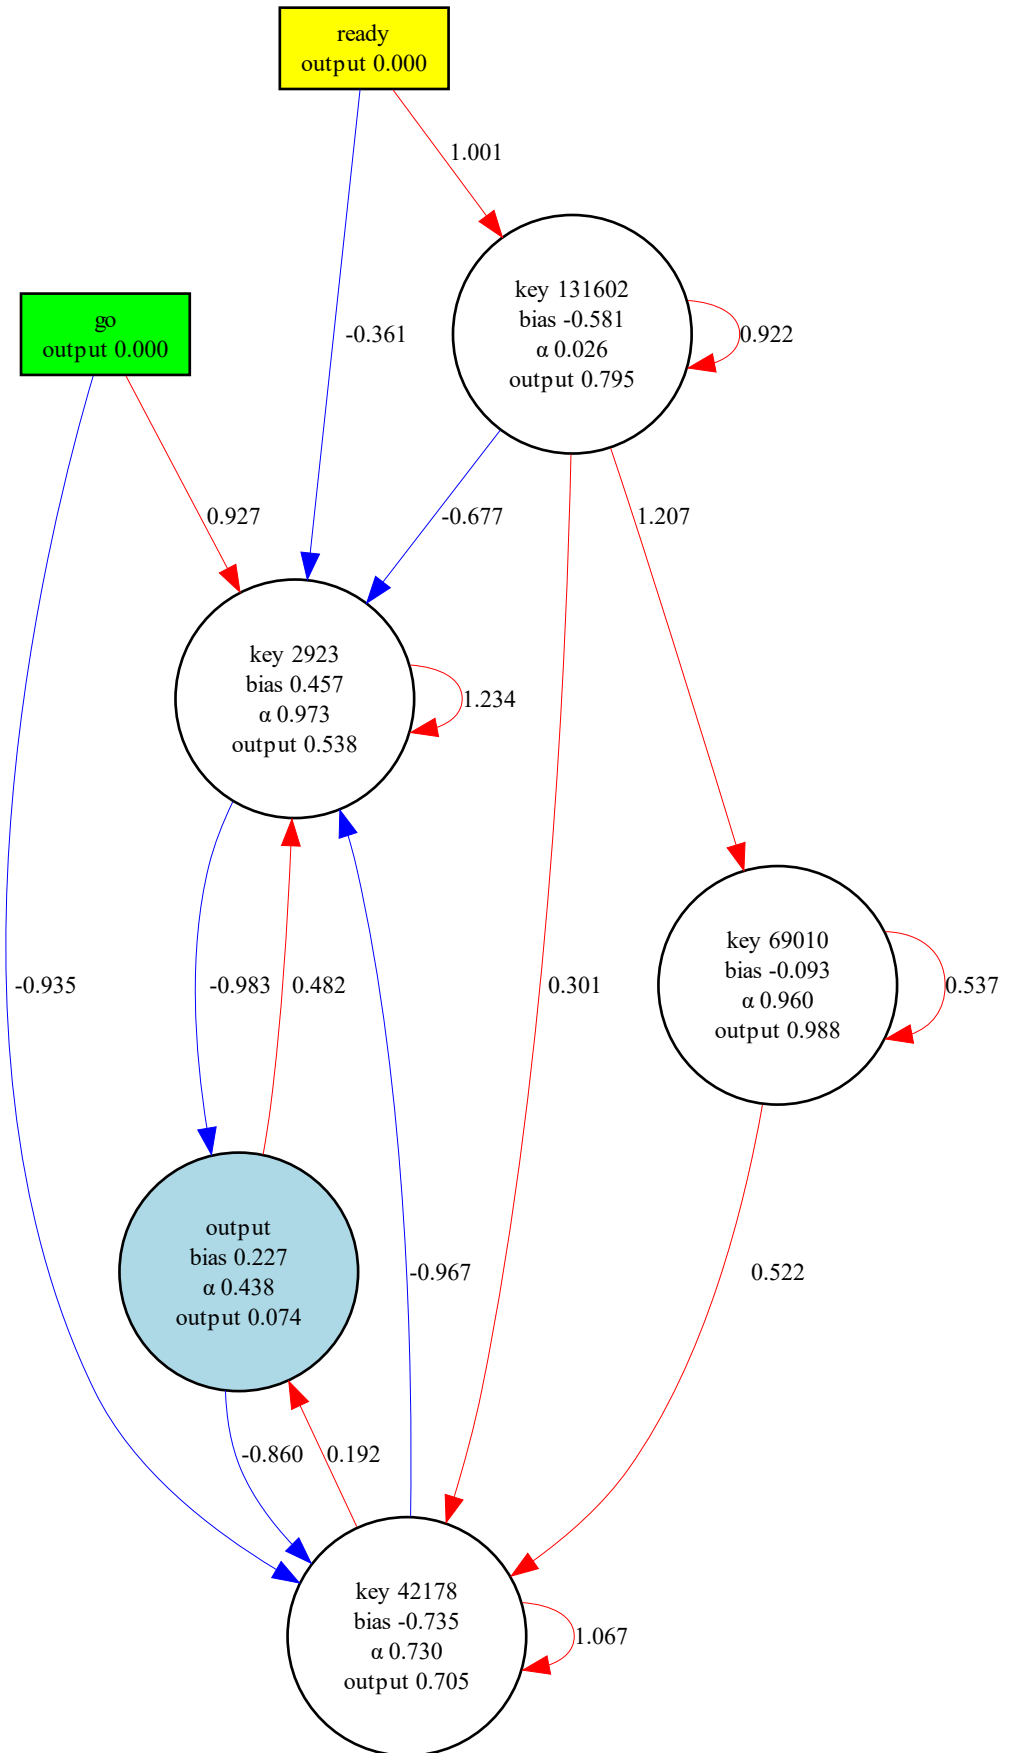 ready
output 0.000
1.001
key 131602
bias -0.581
α 0.026
output 0.795
0.922
go
output 0.000
-0.361
0.927
-0.677
1.207
key 2923
bias 0.457
α 0.973
output 0.538
1.234
key 69010
bias -0.093
α 0.960
output 0.988
0.537
-0.935
-0.983
0.482
0.301
output
bias 0.227
α 0.438
output 0.074
-0.967
0.522
-0.860
0.192
key 42178
bias -0.735
α 0.730
output 0.705
1.067